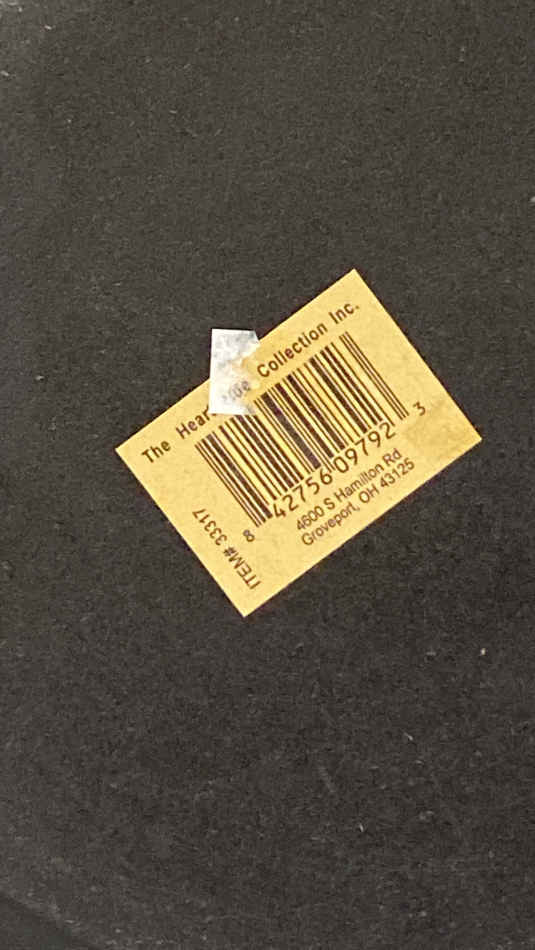 The Hear Collection Inc.
8 42756 09792 3
4600 S Hamilton Rd
Groveport, OH 43125
ITEM# 33317